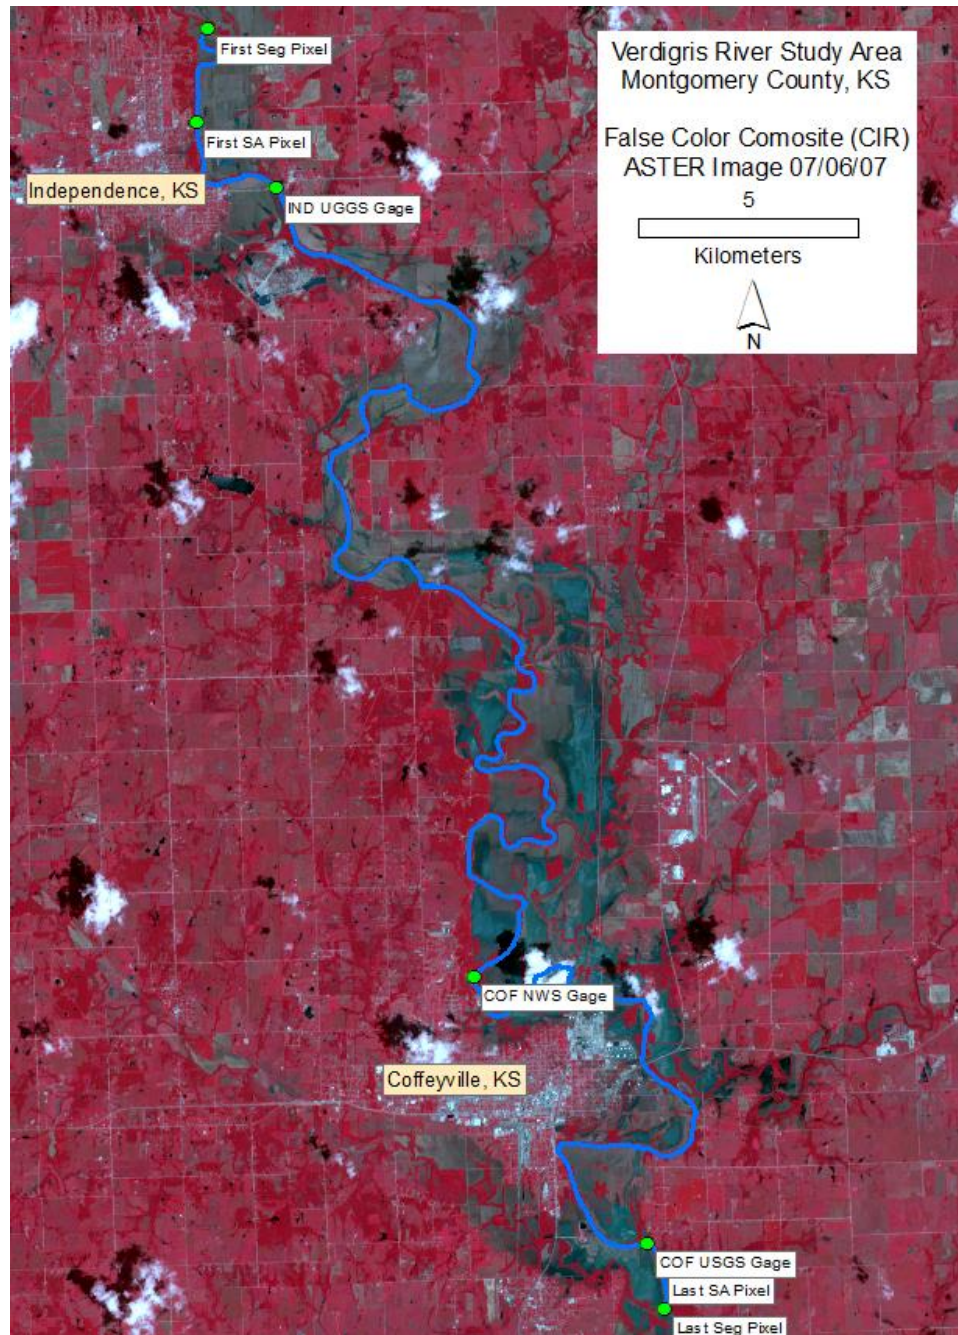 First Seg Pixel
Verdigris River Study Area
Montgomery County, KS
False Color Comosite (CIR)
ASTER Image 07/06/07
5
Kilometers
N
First SA Pixel
Independence, KS
IND UGGS Gage
COF NWS Gage
Coffeyville, KS
COF USGS Gage
Last SA Pixel
Last Seg Pixel